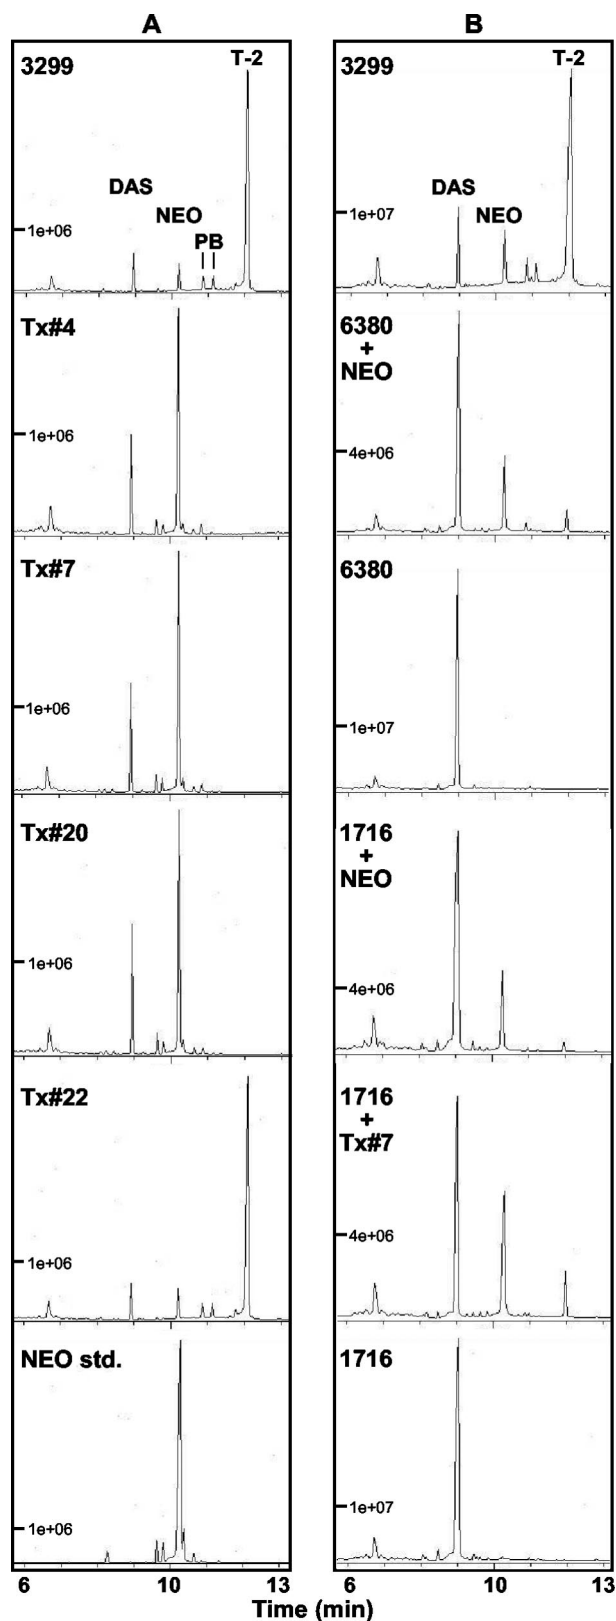 A
3299
T-2
DAS
NEO
PB
1e+06
Tx#4
1e+06
Tx#7
1e+06
Tx#20
1e+06
Tx#22
1e+06
NEO std.
1e+06
6
10
13
B
3299
T-2
DAS
NEO
1e+07
6380
+
NEO
4e+06
6380
1e+07
1716
+
NEO
4e+06
1716
+
Tx#7
4e+06
1716
1e+07
6
10
13
Time (min)